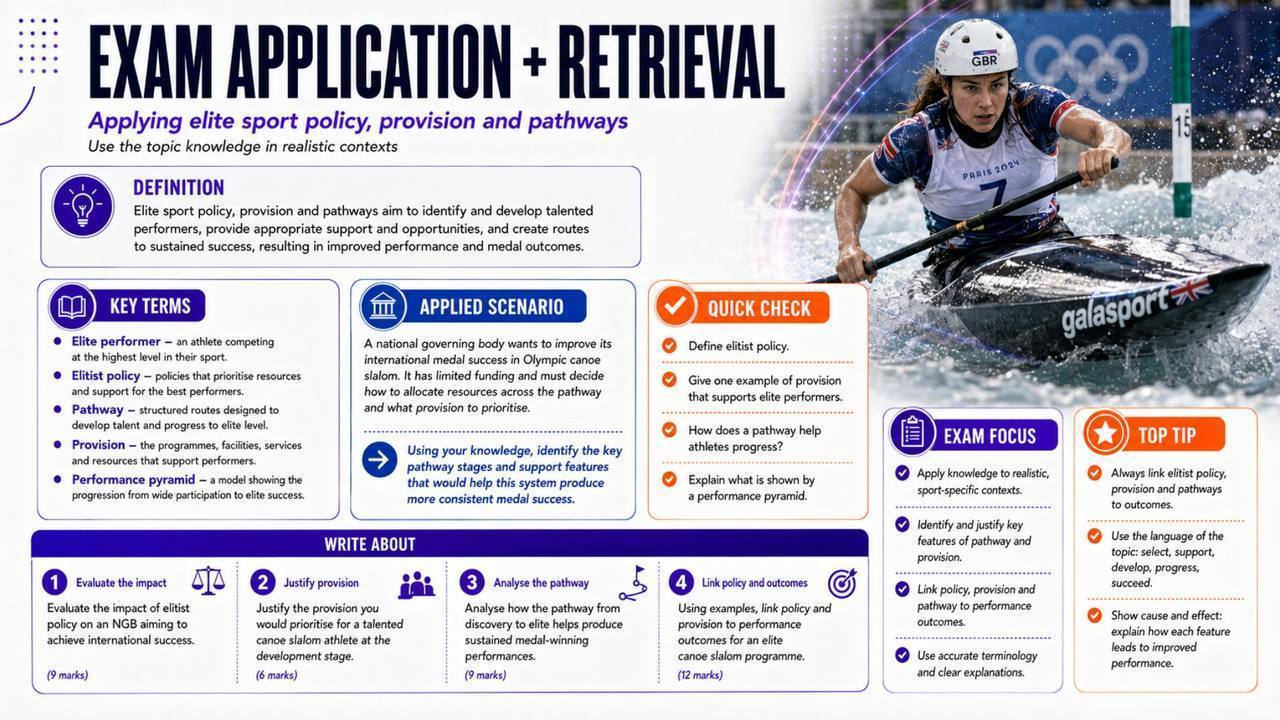 EXAM APPLICATION + RETRIEVAL
Applying elite sport policy, provision and pathways
Use the topic knowledge in realistic contexts
DEFINITION
Elite sport policy, provision and pathways aim to identify and develop talented
performers, provide appropriate support and opportunities, and create routes
to sustained success, resulting in improved performance and medal outcomes.
KEY TERMS
Elite performer – an athlete competing
at the highest level in their sport.
Elitist policy – policies that prioritise resources
and support for the best performers.
Pathway – structured routes designed to
develop talent and progress to elite level.
Provision – the programmes, facilities, services
and resources that support performers.
Performance pyramid – a model showing the
progression from wide participation to elite success.
APPLIED SCENARIO
A national governing body wants to improve its
international medal success in Olympic canoe
slalom. It has limited funding and must decide
how to allocate resources across the pathway
and what provision to prioritise.
Using your knowledge, identify the key
pathway stages and support features
that would help this system produce
more consistent medal success.
QUICK CHECK
Define elitist policy.
Give one example of provision
that supports elite performers.
How does a pathway help
athletes progress?
Explain what is shown by
a performance pyramid.
GBR
PARIS 2024
7
15
galasport
EXAM FOCUS
Apply knowledge to realistic,
sport-specific contexts.
Identify and justify key
features of pathway and
provision.
Link policy, provision and
pathway to performance
outcomes.
Use accurate terminology
and clear explanations.
TOP TIP
Always link elitist policy,
provision and pathways
to outcomes.
Use the language of the
topic: select, support,
develop, progress,
succeed.
Show cause and effect:
explain how each feature
leads to improved
performance.
WRITE ABOUT
1 Evaluate the impact
Evaluate the impact of elitist
policy on an NGB aiming to
achieve international success.
(9 marks)
2 Justify provision
Justify the provision you
would prioritise for a talented
canoe slalom athlete at the
development stage.
(6 marks)
3 Analyse the pathway
Analyse how the pathway from
discovery to elite helps produce
sustained medal-winning
performances.
(9 marks)
4 Link policy and outcomes
Using examples, link policy and
provision to performance
outcomes for an elite
canoe slalom programme.
(12 marks)